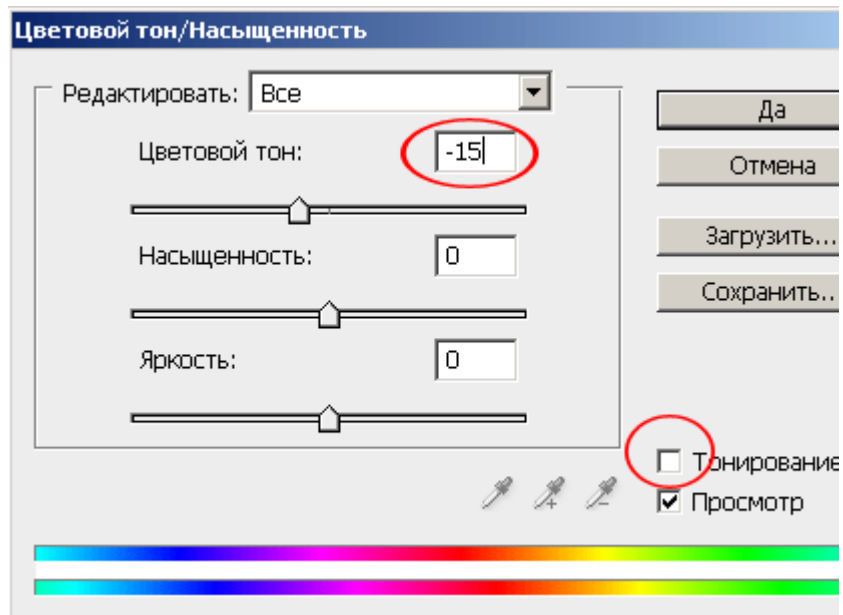 Цветовой тон/Насыщенность
Редактировать: Все
Да
Цветовой тон: -15
Отмена
Загрузить...
Насыщенность: 0
Сохранить..
Яркость: 0
Тонирование
Просмотр